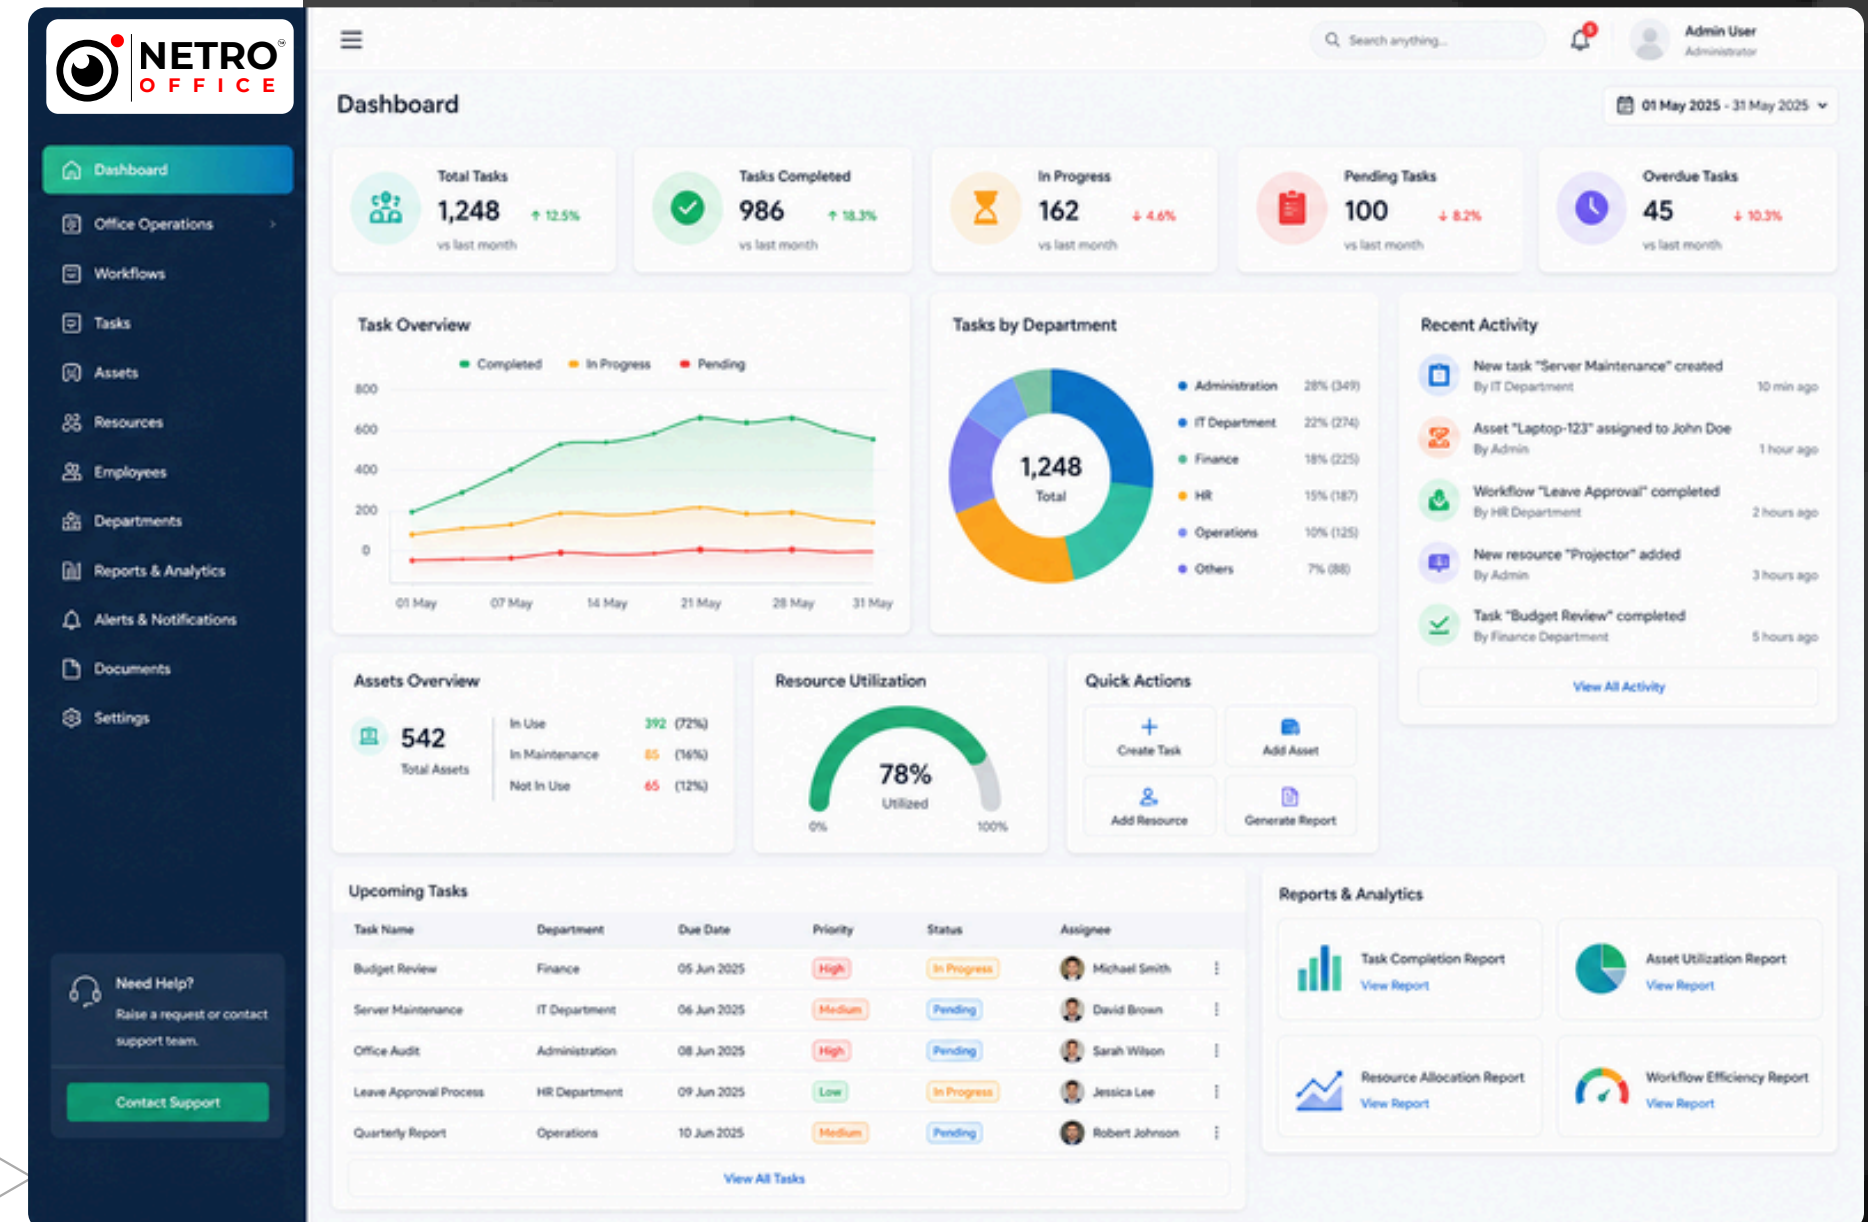 NETRO
OFFICE
Search anything...
5
Admin User
Administrator
Dashboard
Office Operations
Workflows
Tasks
Assets
Resources
Employees
Departments
Reports & Analytics
Alerts & Notifications
Documents
Settings
Need Help?
Raise a request or contact
support team.
Contact Support
Dashboard
01 May 2025 - 31 May 2025
Total Tasks
1,248 ↑ 12.5%
vs last month
Tasks Completed
986 ↑ 18.3%
vs last month
In Progress
162 ↓ 4.6%
vs last month
Pending Tasks
100 ↓ 8.2%
vs last month
Overdue Tasks
45 ↓ 10.3%
vs last month
Task Overview
Completed In Progress Pending
800
600
400
200
0
01 May 07 May 14 May 21 May 28 May 31 May
Tasks by Department
1,248
Total
Administration 28% (349)
IT Department 22% (274)
Finance 18% (225)
HR 15% (187)
Operations 10% (125)
Others 7% (88)
Recent Activity
New task "Server Maintenance" created
By IT Department 10 min ago
Asset "Laptop-123" assigned to John Doe
By Admin 1 hour ago
Workflow "Leave Approval" completed
By HR Department 2 hours ago
New resource "Projector" added
By Admin 3 hours ago
Task "Budget Review" completed
By Finance Department 5 hours ago
View All Activity
Assets Overview
542
Total Assets
In Use 392 (72%)
In Maintenance 85 (16%)
Not In Use 65 (12%)
Resource Utilization
78%
Utilized
0% 100%
Quick Actions
Create Task
Add Asset
Add Resource
Generate Report
Upcoming Tasks
Task Name Department Due Date Priority Status Assignee
Budget Review Finance 05 Jun 2025 High In Progress Michael Smith
Server Maintenance IT Department 06 Jun 2025 Medium Pending David Brown
Office Audit Administration 08 Jun 2025 High Pending Sarah Wilson
Leave Approval Process HR Department 09 Jun 2025 Low In Progress Jessica Lee
Quarterly Report Operations 10 Jun 2025 Medium Pending Robert Johnson
View All Tasks
Reports & Analytics
Task Completion Report
View Report
Asset Utilization Report
View Report
Resource Allocation Report
View Report
Workflow Efficiency Report
View Report